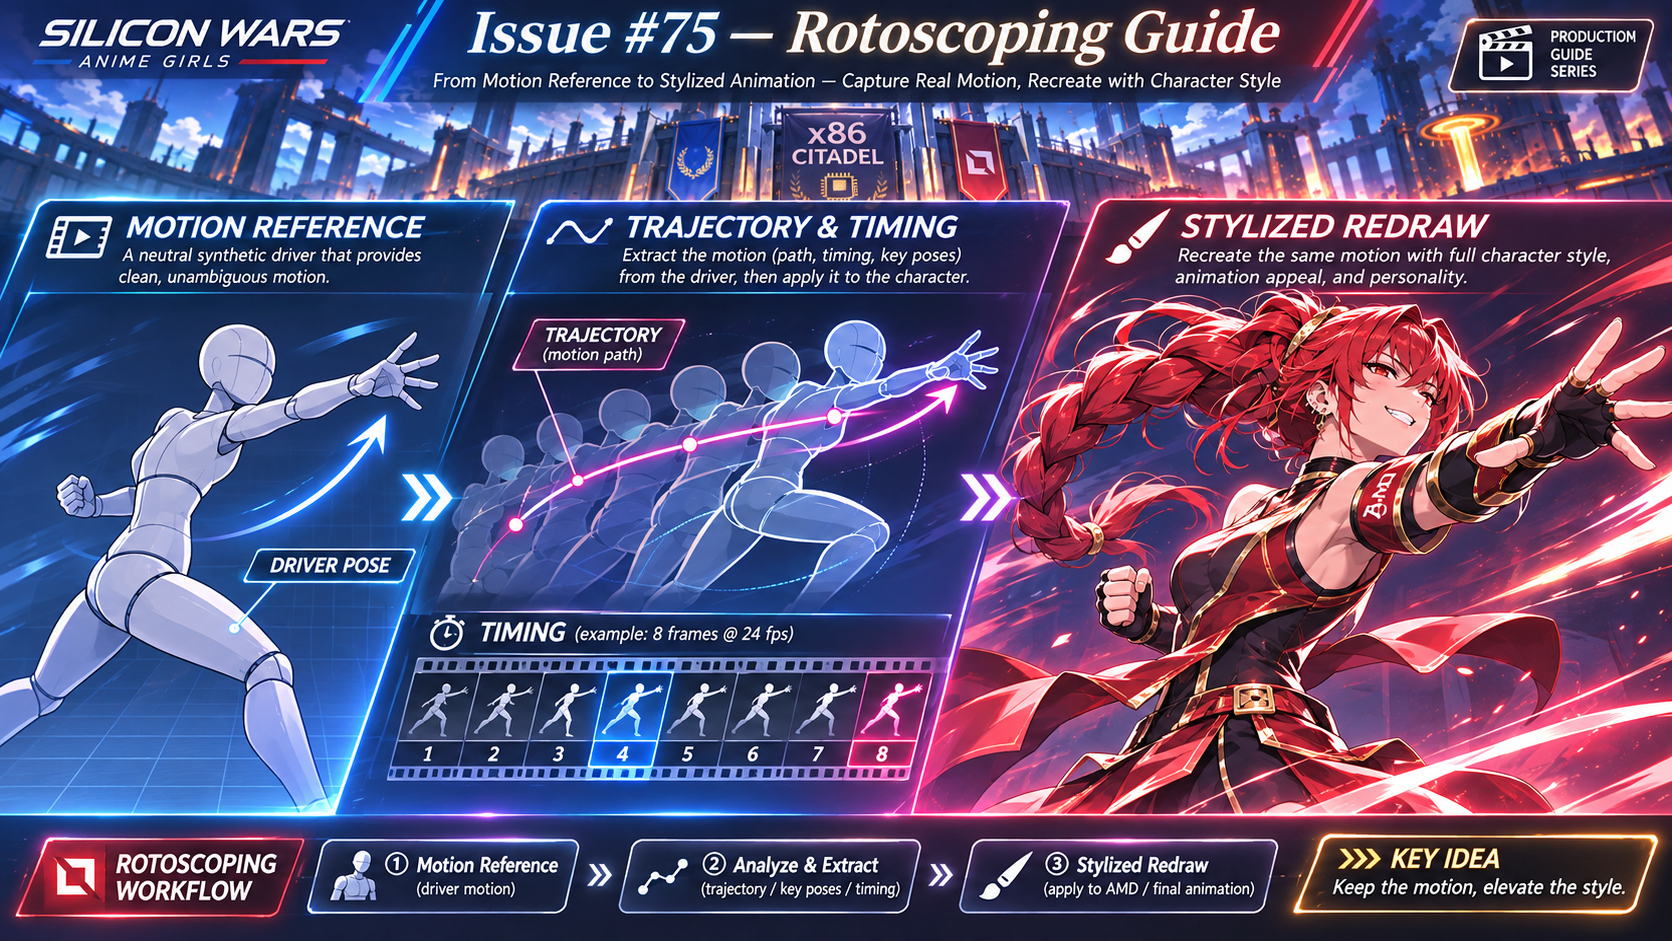 SILICON WARS
ANIME GIRLS
Issue #75 — Rotoscoping Guide
From Motion Reference to Stylized Animation — Capture Real Motion, Recreate with Character Style
PRODUCTION
GUIDE
SERIES
x86
CITADEL
MOTION REFERENCE
A neutral synthetic driver that provides
clean, unambiguous motion.
DRIVER POSE
TRAJECTORY & TIMING
Extract the motion (path, timing, key poses)
from the driver, then apply it to the character.
TRAJECTORY
(motion path)
TIMING (example: 8 frames @ 24 fps)
1 2 3 4 5 6 7 8
STYLIZED REDRAW
Recreate the same motion with full character style,
animation appeal, and personality.
AMD
ROTOSCOPING
WORKFLOW
1 Motion Reference
(driver motion)
2 Analyze & Extract
(trajectory / key poses / timing)
3 Stylized Redraw
(apply to AMD / final animation)
KEY IDEA
Keep the motion, elevate the style.